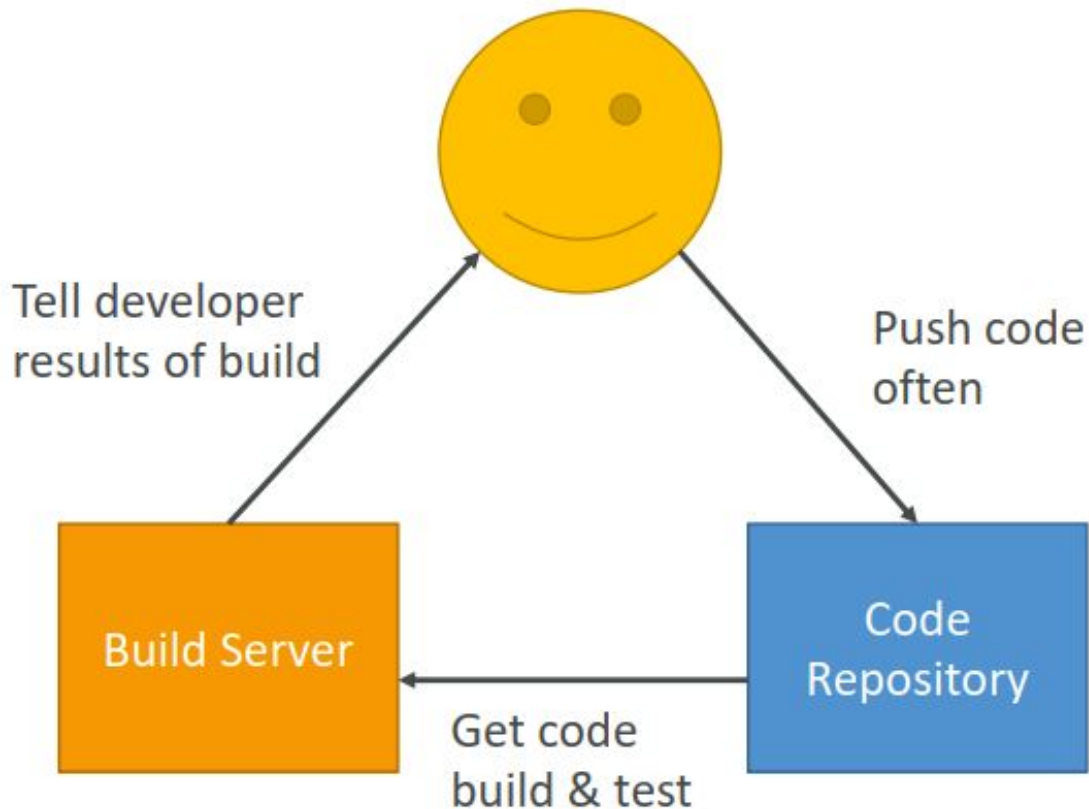 Tell developer
results of build
Push code
often
Build Server
Code
Repository
Get code
build & test